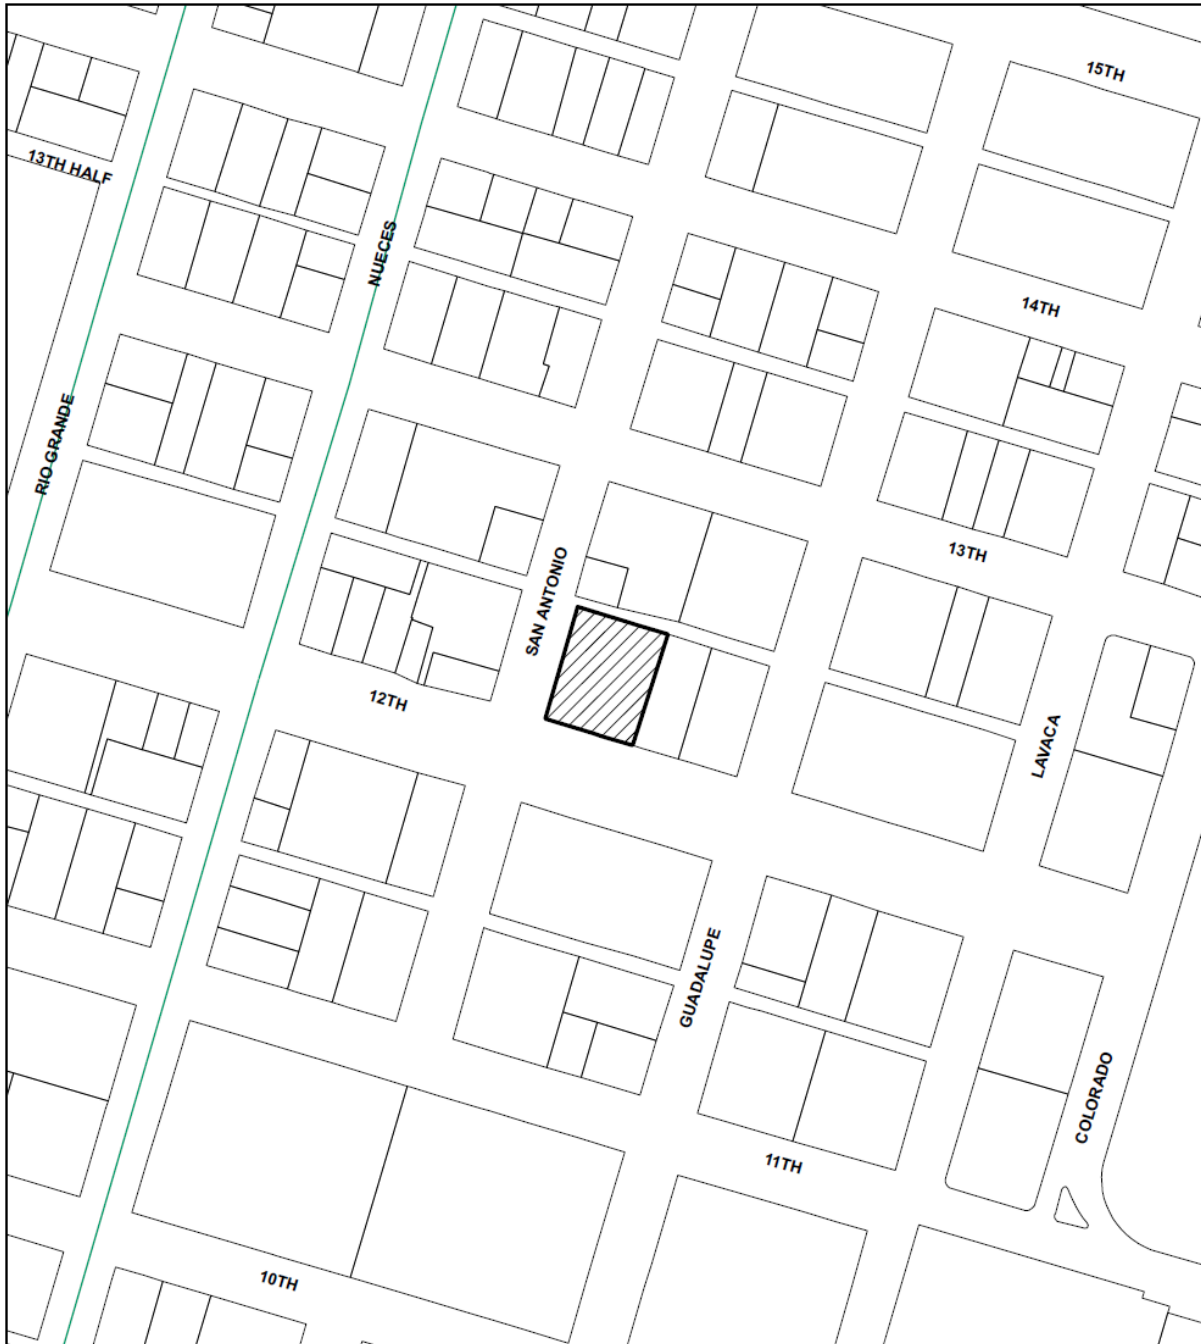 15TH
13TH HALF
NUECES
14TH
RIO GRANDE
13TH
SAN ANTONIO
12TH
LAVACA
GUADALUPE
COLORADO
11TH
10TH